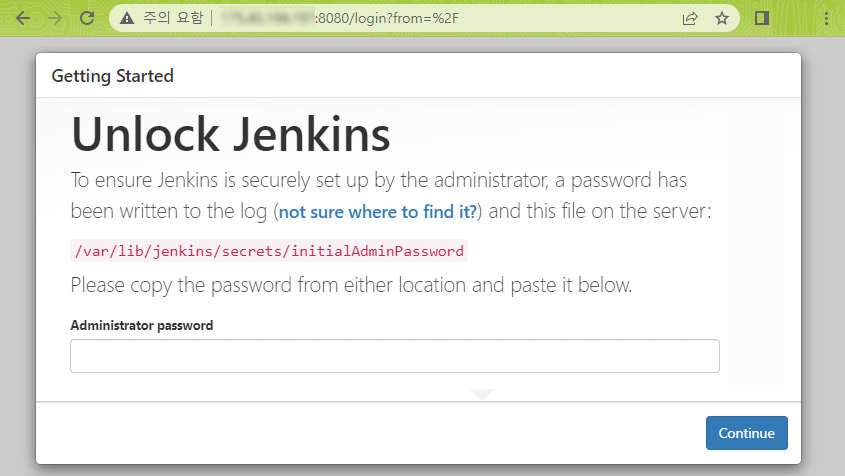 주의 요함 | :8080/login?from=%2F
Getting Started
Unlock Jenkins
To ensure Jenkins is securely set up by the administrator, a password has
been written to the log (not sure where to find it?) and this file on the server:
/var/lib/jenkins/secrets/initialAdminPassword
Please copy the password from either location and paste it below.
Administrator password
Continue